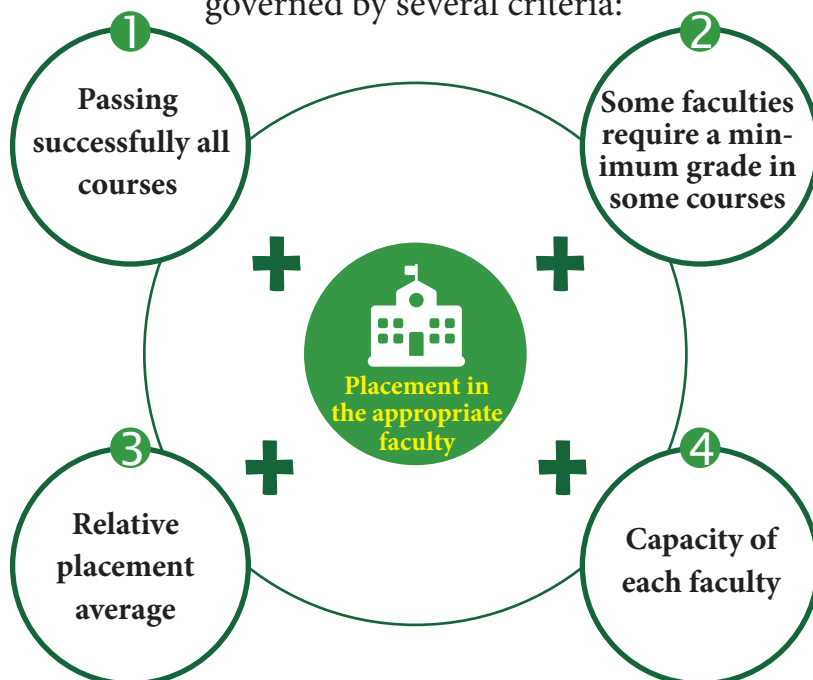 governed by several criteria:
1
Passing
successfully all
courses
2
Some faculties
require a min-
imum grade in
some courses
Placement in
the appropriate
faculty
3
Relative
placement
average
4
Capacity of
each faculty